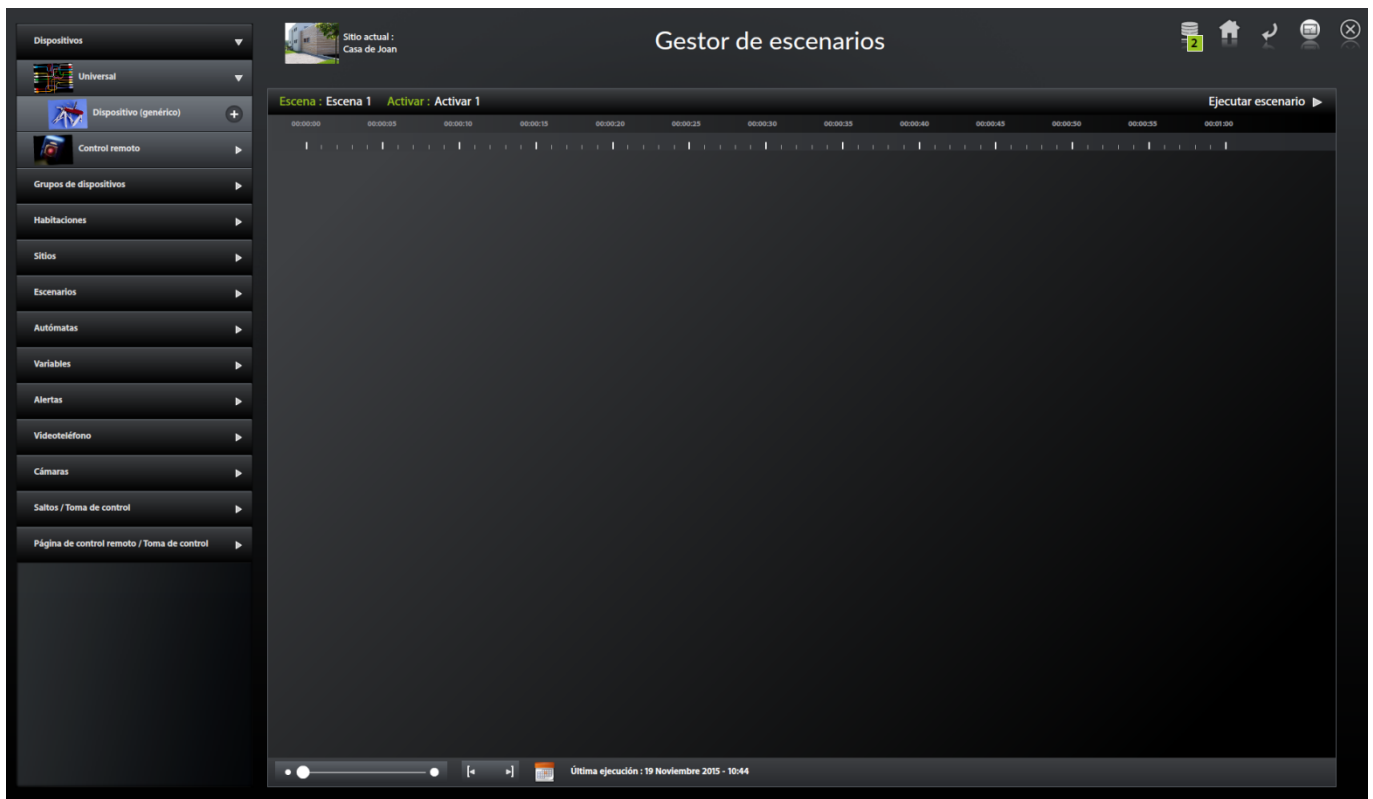 Dispositivos
Universal
Dispositivo (genérico)
Control remoto
Grupos de dispositivos
Habitaciones
Sitios
Escenarios
Autómatas
Variables
Alertas
Videoteléfono
Cámaras
Saltos / Toma de control
Página de control remoto / Toma de control
Sitio actual :
Casa de Joan
Gestor de escenarios
2
Escena : Escena 1 Activar : Activar 1
Ejecutar escenario
00:00:00 00:00:05 00:00:10 00:00:15 00:00:20 00:00:25 00:00:30 00:00:35 00:00:40 00:00:45 00:00:50 00:00:55 00:01:00
Última ejecución : 19 Noviembre 2015 - 10:44